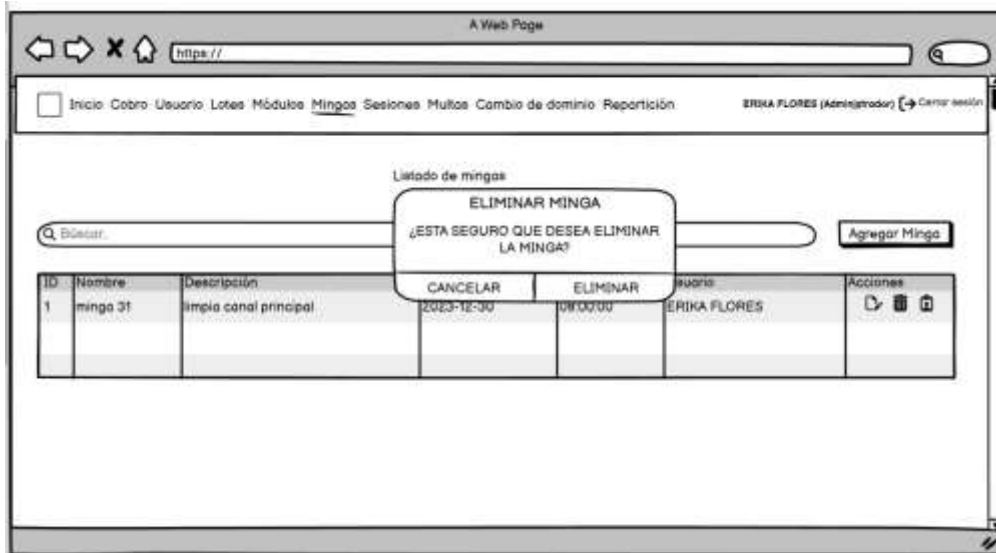 A Web Page
https://
Inicio Cobro Usuario Lotes Módulos Mingas Sesiones Multas Cambio de dominio Repartición ERIKA FLORES (Administrador) Cerrar sesión
Listado de mingas
ELIMINAR MINGA
¿ESTA SEGURO QUE DESEA ELIMINAR
LA MINGA?
CANCELAR ELIMINAR
Búscar. Agregar Minga
ID Nombre Descripción suario Acciones
1 minga 31 limpia canal principal 2023-12-30 09:00:00 ERIKA FLORES